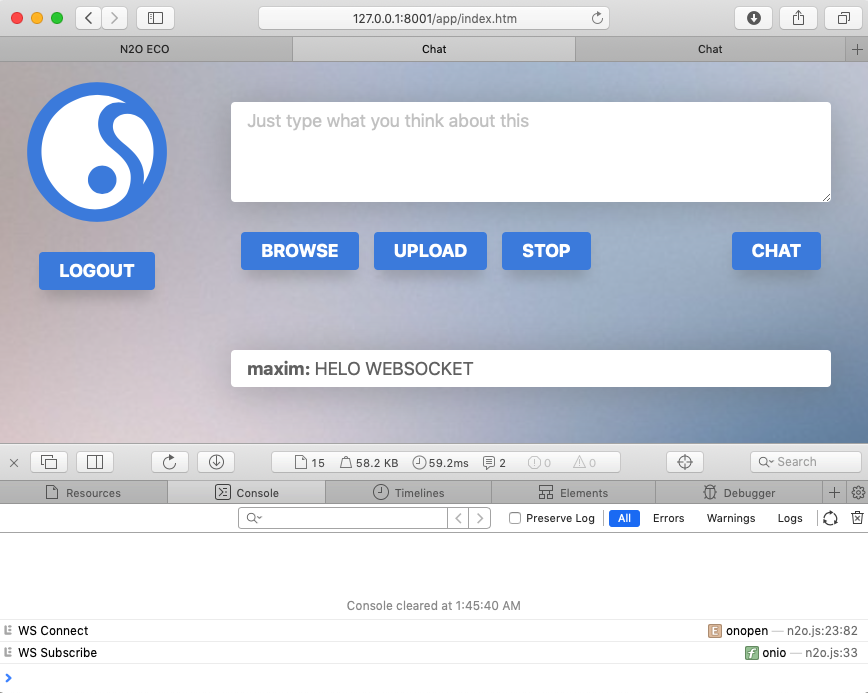 127.0.0.1:8001/app/index.htm
N2O ECO
Chat
Chat
Just type what you think about this
BROWSE
UPLOAD
STOP
CHAT
LOGOUT
maxim: HELO WEBSOCKET
15
58.2 KB
59.2ms
2
0
0
Search
Resources
Console
Timelines
Elements
Debugger
Preserve Log
All
Errors
Warnings
Logs
Console cleared at 1:45:40 AM
WS Connect
E onopen — n2o.js:23:82
WS Subscribe
f onio — n2o.js:33